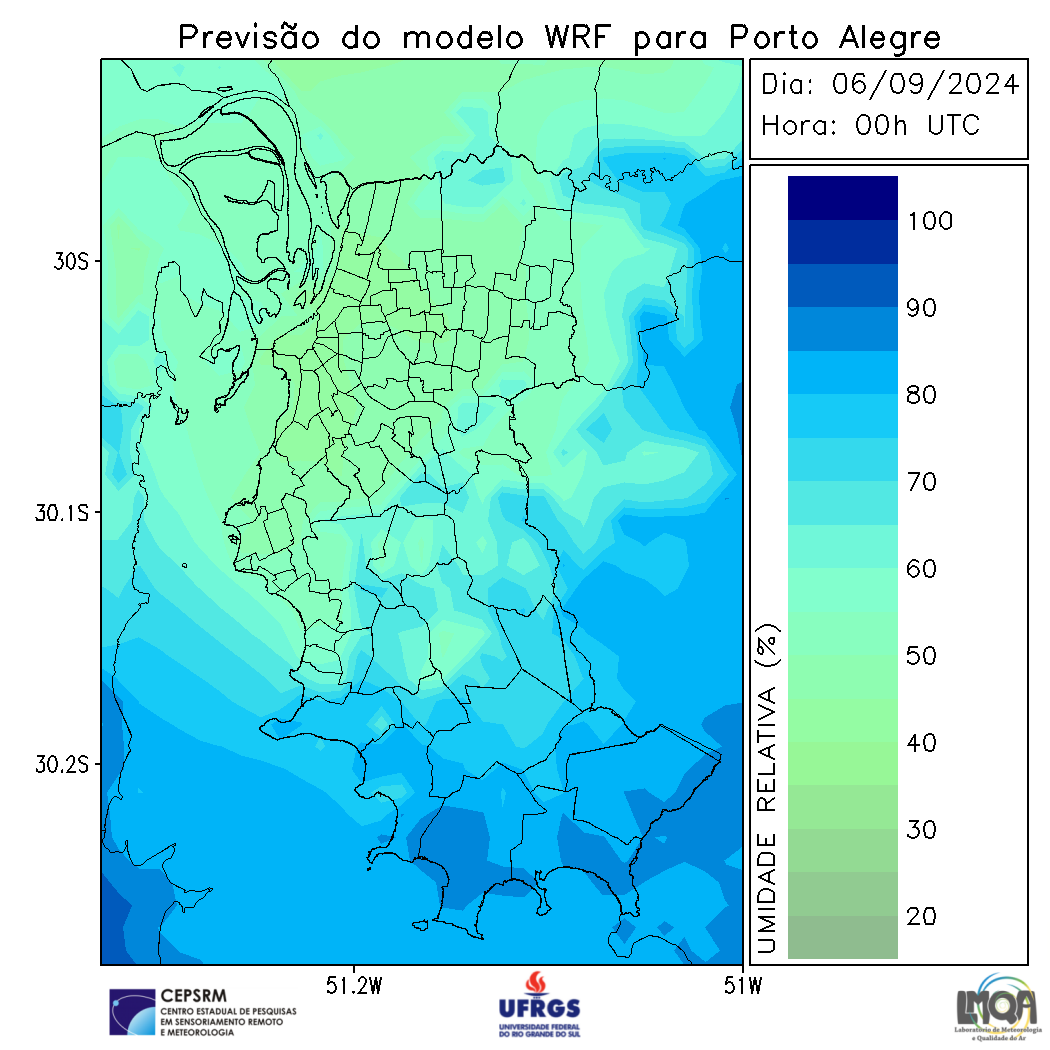 Previsão do modelo WRF para Porto Alegre
Dia: 06/09/2024
Hora: 00h UTC
30S
30.1S
30.2S
51.2W
51W
UMIDADE RELATIVA (%)
100
90
80
70
60
50
40
30
20
CEPSRM
CENTRO ESTADUAL DE PESQUISAS
EM SENSORIAMENTO REMOTO
E METEOROLOGIA
UFRGS
UNIVERSIDADE FEDERAL
DO RIO GRANDE DO SUL
LMQA
Laboratório de Meteorologia
e Qualidade do Ar